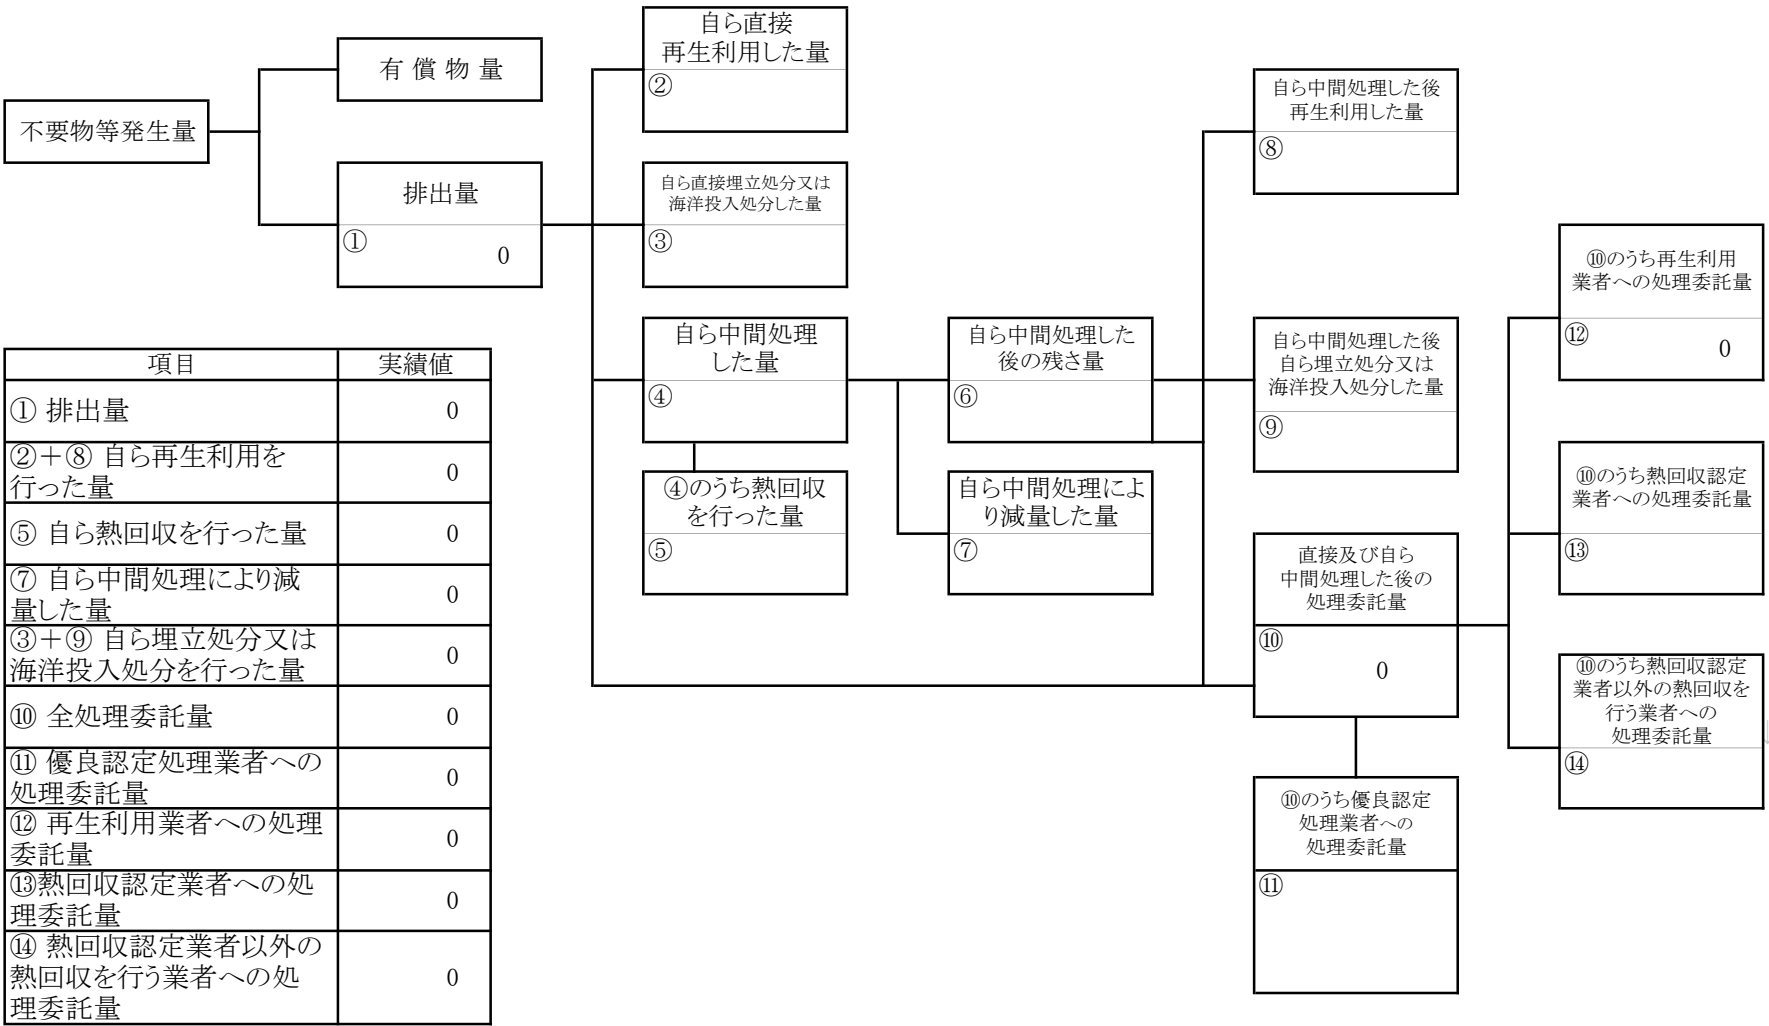 不要物等発生量
有償物量
排出量
①
0
自ら直接
再生利用した量
②
自ら直接埋立処分又は
海洋投入処分した量
③
自ら中間処理
した量
④
④のうち熱回収
を行った量
⑤
自ら中間処理した
後の残さ量
⑥
自ら中間処理によ
り減量した量
⑦
自ら中間処理した後
再生利用した量
⑧
自ら中間処理した後
自ら埋立処分又は
海洋投入処分した量
⑨
直接及び自ら
中間処理した後の
処理委託量
⑩
0
⑩のうち優良認定
処理業者への
処理委託量
⑪
⑩のうち再生利用
業者への処理委託量
⑫
0
⑩のうち熱回収認定
業者への処理委託量
⑬
⑩のうち熱回収認定
業者以外の熱回収を
行う業者への
処理委託量
⑭
項目 実績値
① 排出量 0
②＋⑧ 自ら再生利用を
行った量 0
⑤ 自ら熱回収を行った量 0
⑦ 自ら中間処理により減
量した量 0
③＋⑨ 自ら埋立処分又は
海洋投入処分を行った量 0
⑩ 全処理委託量 0
⑪ 優良認定処理業者への
処理委託量 0
⑫ 再生利用業者への処理
委託量 0
⑬熱回収認定業者への処
理委託量 0
⑭ 熱回収認定業者以外の
熱回収を行う業者への処
理委託量 0